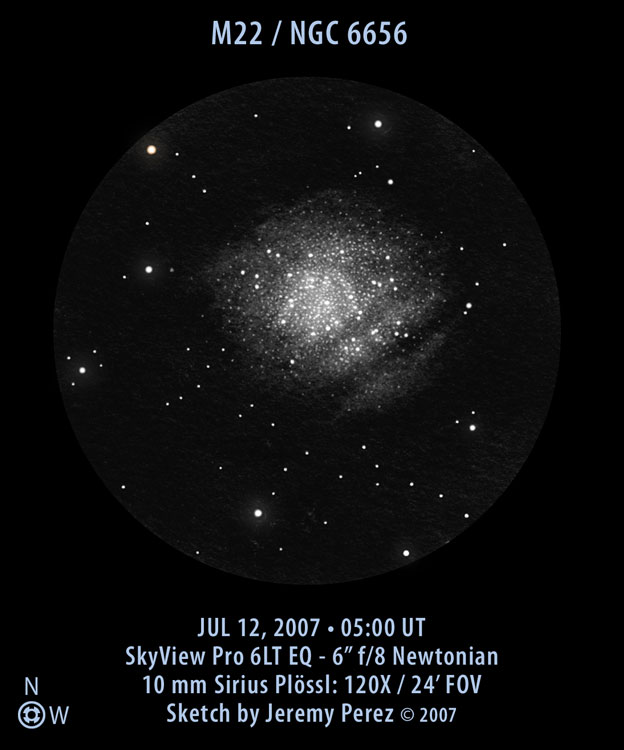 M22 / NGC 6656
JUL 12, 2007 • 05:00 UT
SkyView Pro 6LT EQ - 6” f/8 Newtonian
10 mm Sirius Plössl: 120X / 24’ FOV
Sketch by Jeremy Perez © 2007
N
W